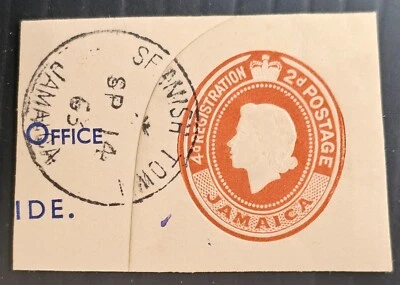 SPANISH TOWN
SP 14
63
JAMAICA
OFFICE
IDE.
4d REGISTRATION 2d POSTAGE
JAMAICA